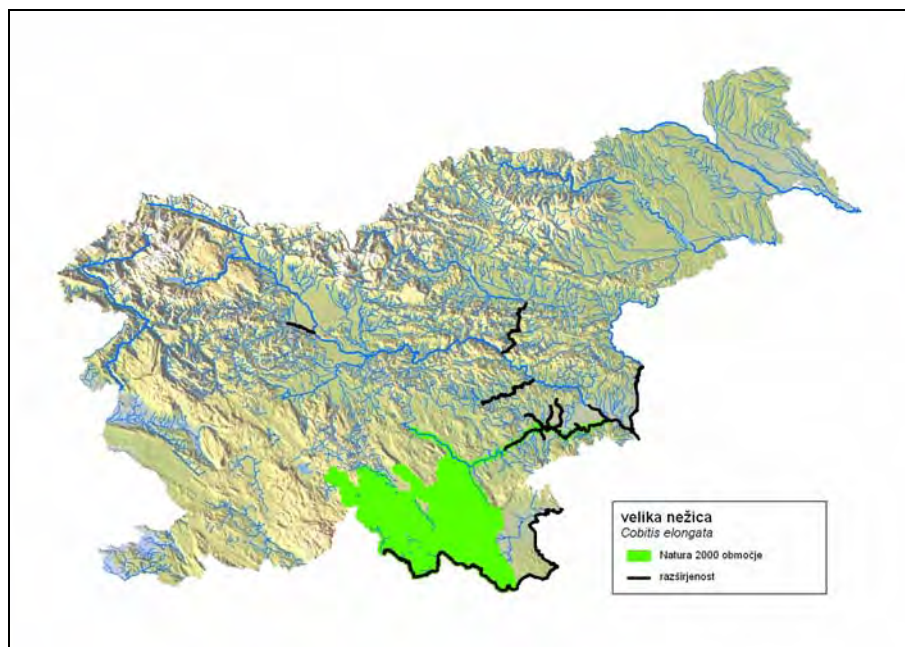 velika nežica
Cobitis elongata
Natura 2000 območje
razširjenost